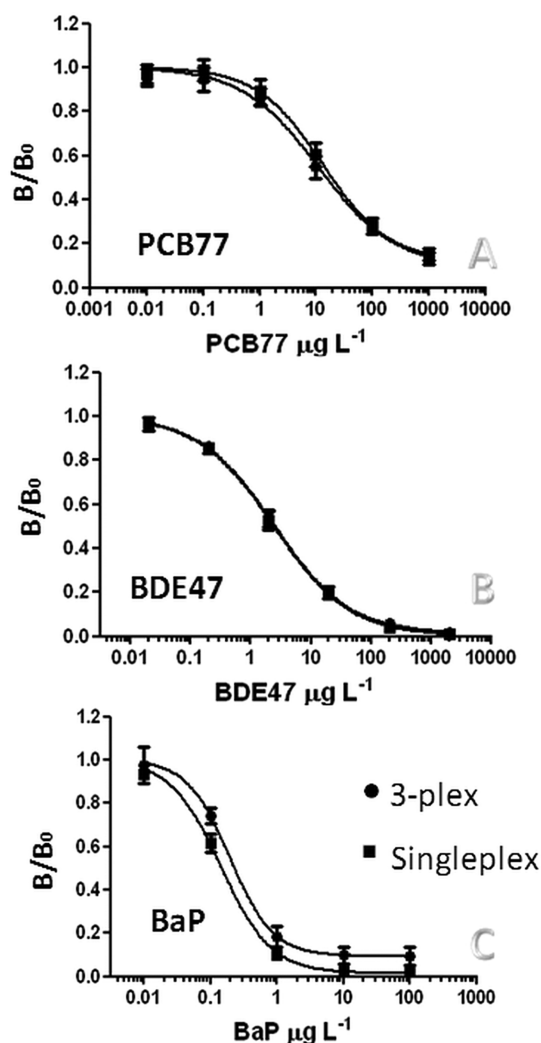 1.2
1.0
0.8
0.6
0.4
0.2
0.0
B/B0
PCB77
A
0.001 0.01 0.1 1 10 100 1000 10000
PCB77 µg L-1
1.2
1.0
0.8
0.6
0.4
0.2
0.0
B/B0
BDE47
B
0.01 0.1 1 10 100 1000 10000
BDE47 µg L-1
1.2
1.0
0.8
0.6
0.4
0.2
0.0
B/B0
3-plex
Singleplex
BaP
C
0.01 0.1 1 10 100 1000
BaP µg L-1